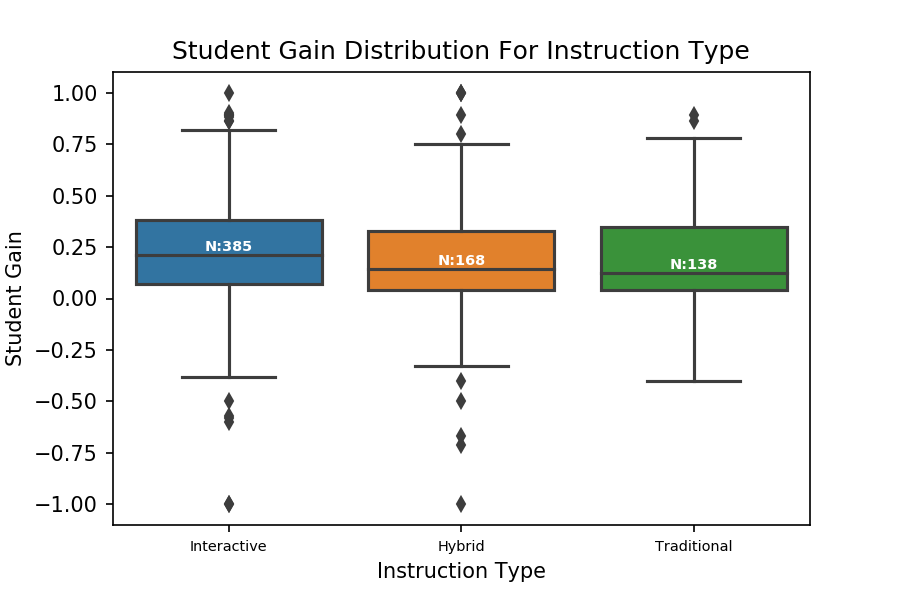 Student Gain Distribution For Instruction Type
Student Gain
1.00
0.75
0.50
0.25
0.00
−0.25
−0.50
−0.75
−1.00
N:385
N:168
N:138
Interactive
Hybrid
Traditional
Instruction Type